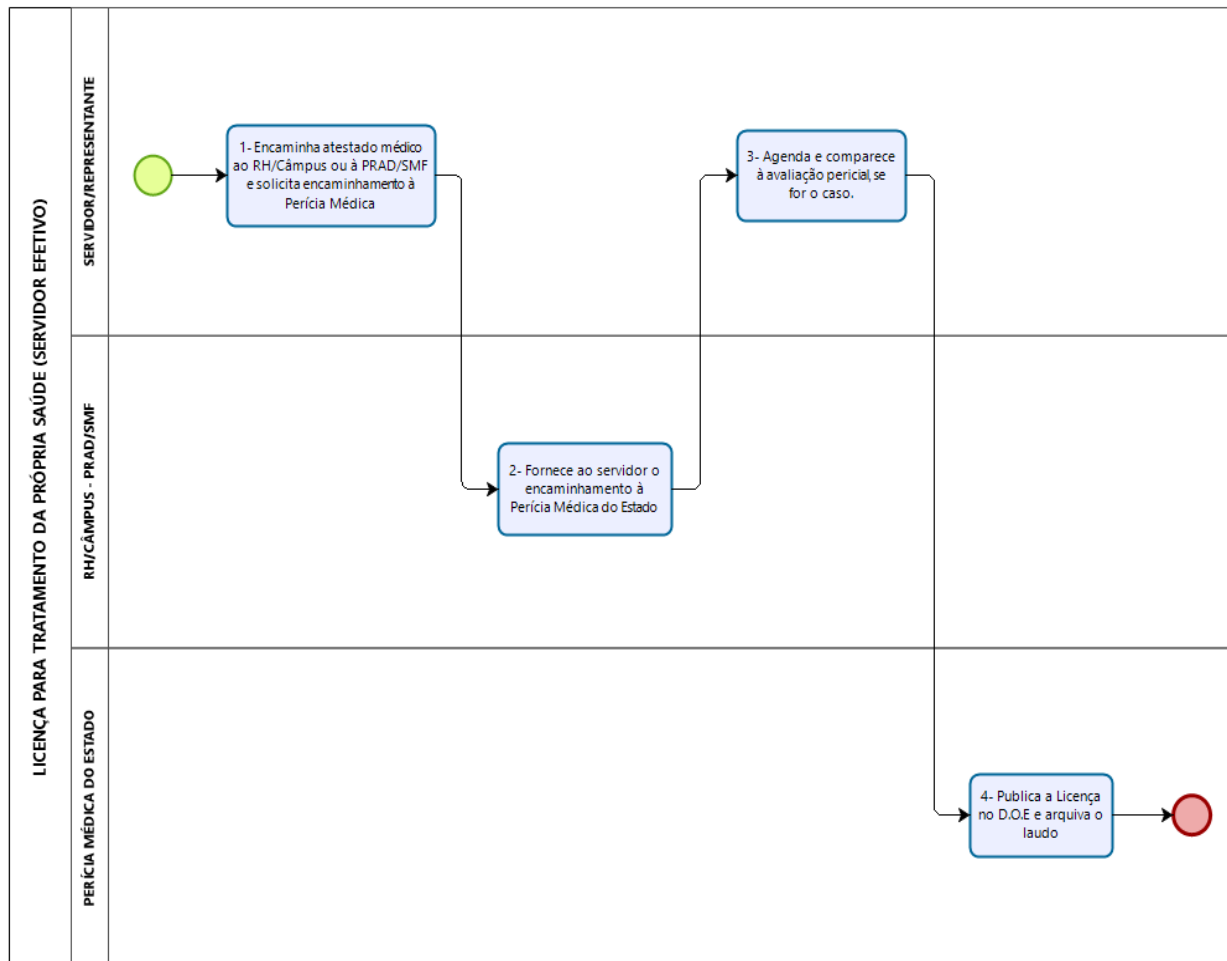 LICENÇA PARA TRATAMENTO DA PRÓPRIA SAÚDE (SERVIDOR EFETIVO)
SERVIDOR/REPRESENTANTE
1- Encaminha atestado médico
ao RH/Câmpus ou à PRAD/SMF
e solicita encaminhamento à
Perícia Médica
3- Agenda e comparece
à avaliação pericial, se
for o caso.
RH/CÂMPUS - PRAD/SMF
2- Fornece ao servidor o
encaminhamento à
Perícia Médica do Estado
PERÍCIA MÉDICA DO ESTADO
4- Publica a Licença
no D.O.E e arquiva o
laudo